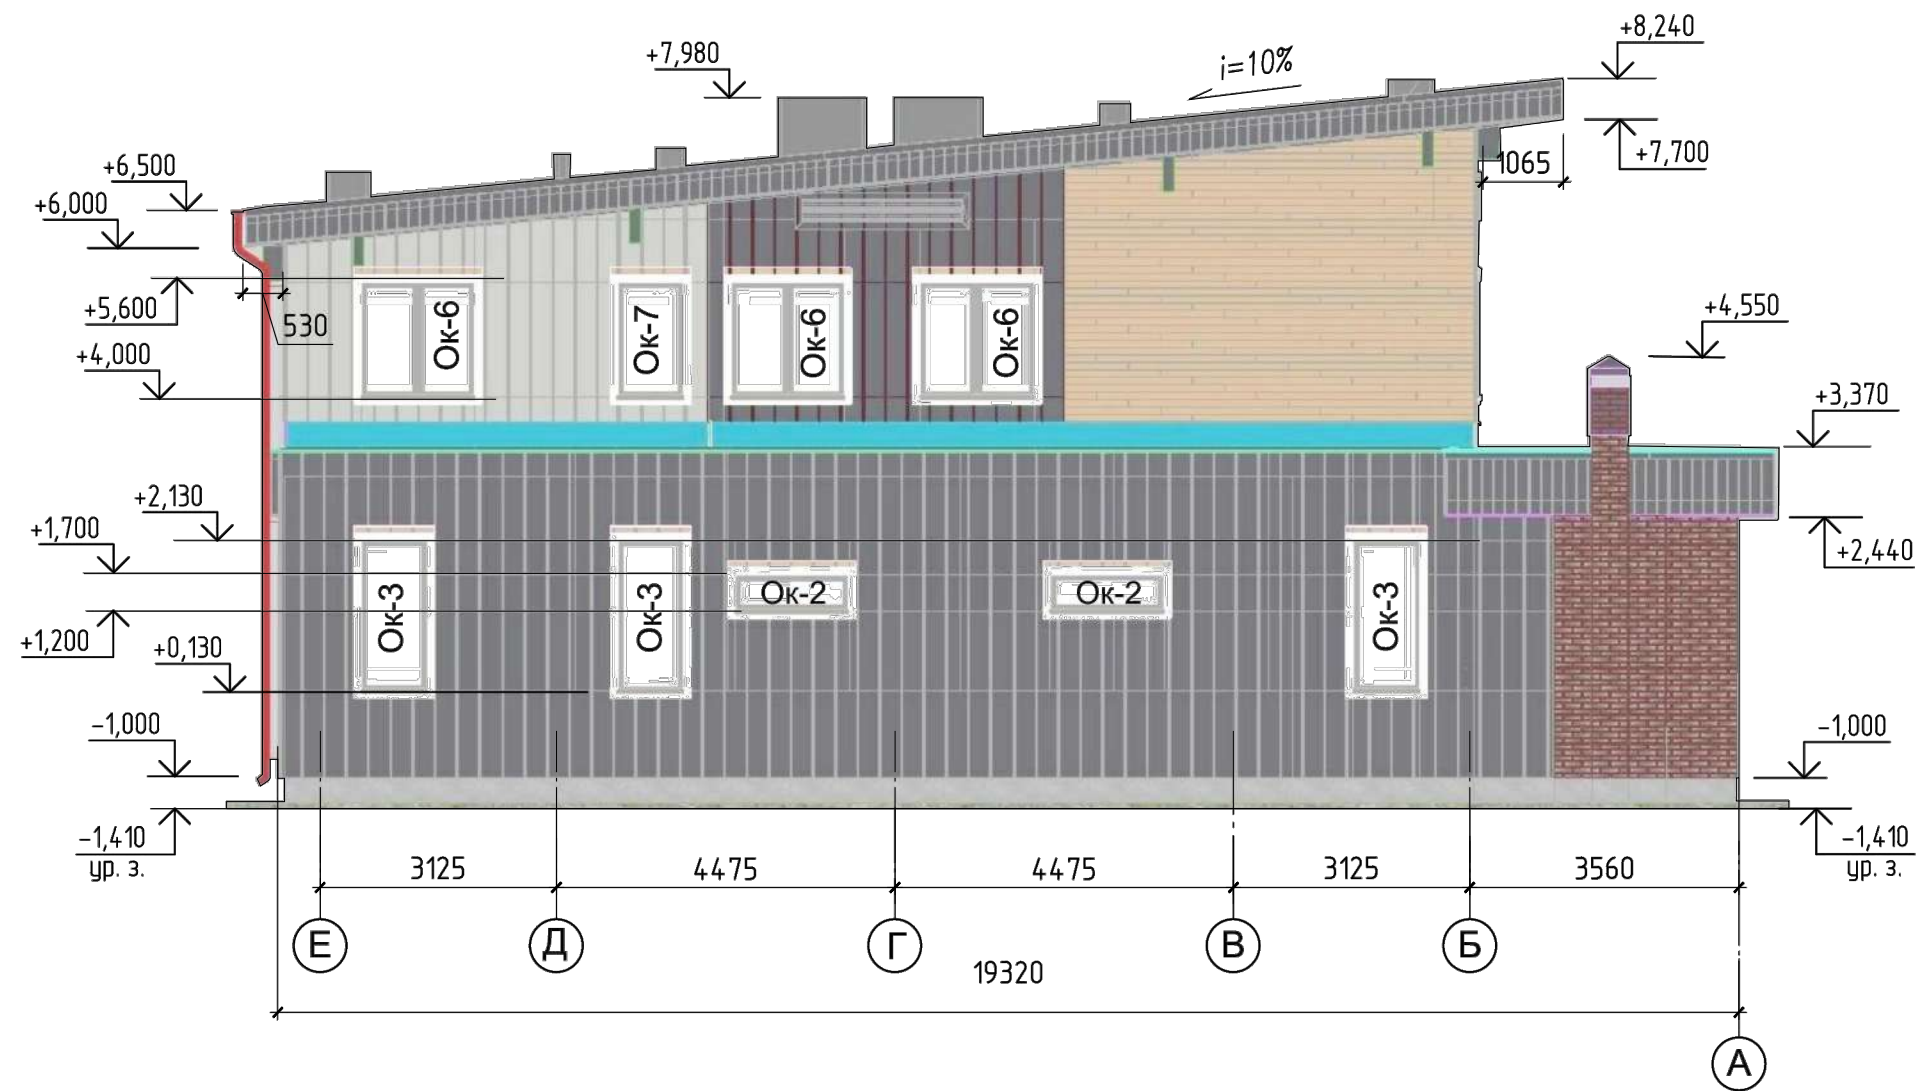 +8,240
+7,980
i=10%
+7,700
1065
+6,500
+6,000
+5,600
530
+4,000
Ок-6
Ок-7
Ок-6
Ок-6
+4,550
+3,370
+2,130
+1,700
+2,440
Ок-3
Ок-3
Ок-2
Ок-2
Ок-3
+1,200
+0,130
-1,000
-1,000
-1,410
ур. з.
-1,410
ур. з.
3125
4475
4475
3125
3560
Е
Д
Г
В
Б
19320
А